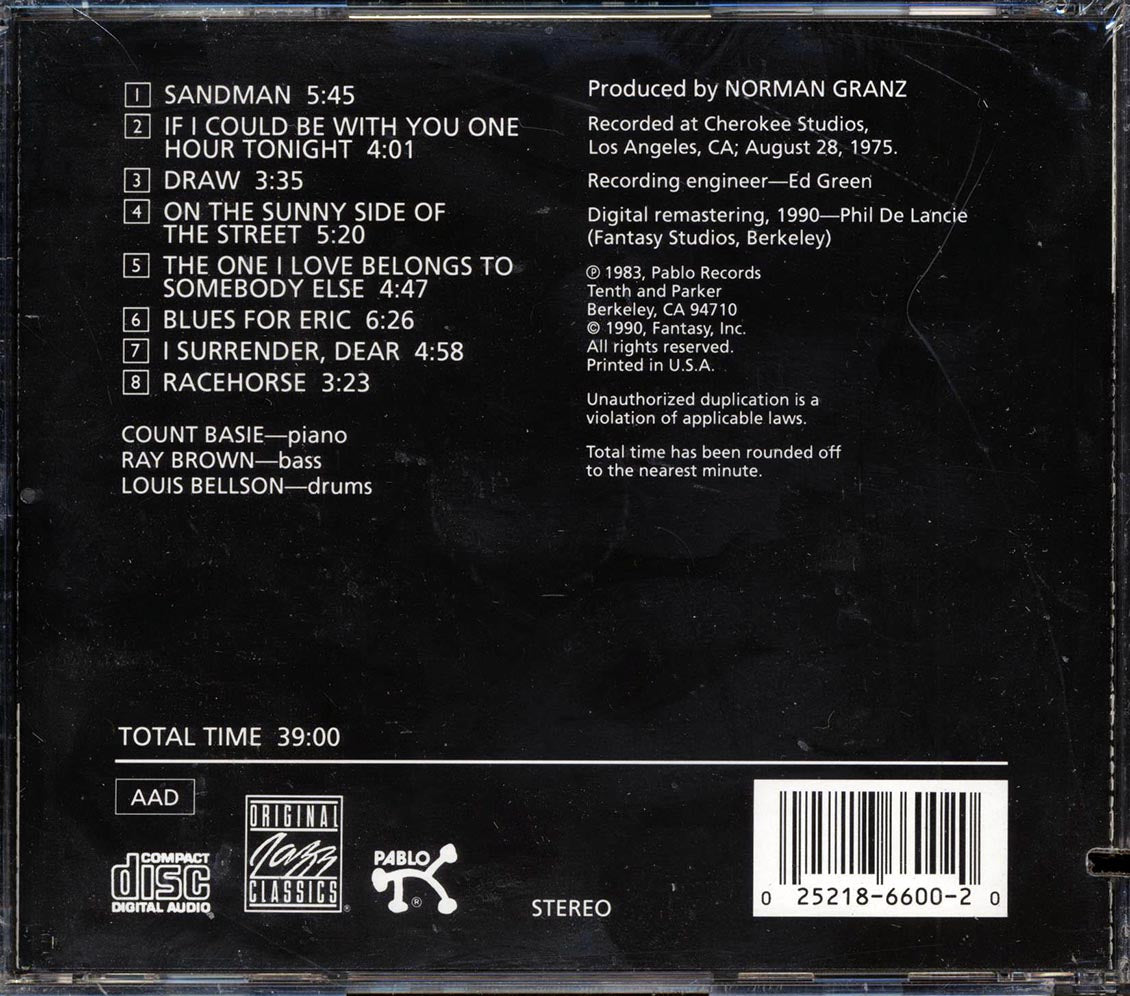 1 SANDMAN 5:45
2 IF I COULD BE WITH YOU ONE
HOUR TONIGHT 4:01
3 DRAW 3:35
4 ON THE SUNNY SIDE OF
THE STREET 5:20
5 THE ONE I LOVE BELONGS TO
SOMEBODY ELSE 4:47
6 BLUES FOR ERIC 6:26
7 I SURRENDER, DEAR 4:58
8 RACEHORSE 3:23
COUNT BASIE—piano
RAY BROWN—bass
LOUIS BELLSON—drums
Produced by NORMAN GRANZ
Recorded at Cherokee Studios,
Los Angeles, CA; August 28, 1975.
Recording engineer—Ed Green
Digital remastering, 1990—Phil De Lancie
(Fantasy Studios, Berkeley)
℗ 1983, Pablo Records
Tenth and Parker
Berkeley, CA 94710
© 1990, Fantasy, Inc.
All rights reserved.
Printed in U.S.A.
Unauthorized duplication is a
violation of applicable laws.
Total time has been rounded off
to the nearest minute.
TOTAL TIME 39:00
AAD
COMPACT
disc
DIGITAL AUDIO
ORIGINAL
Jazz
CLASSICS®
PABLO
®
STEREO
0 25218-6600-2 0